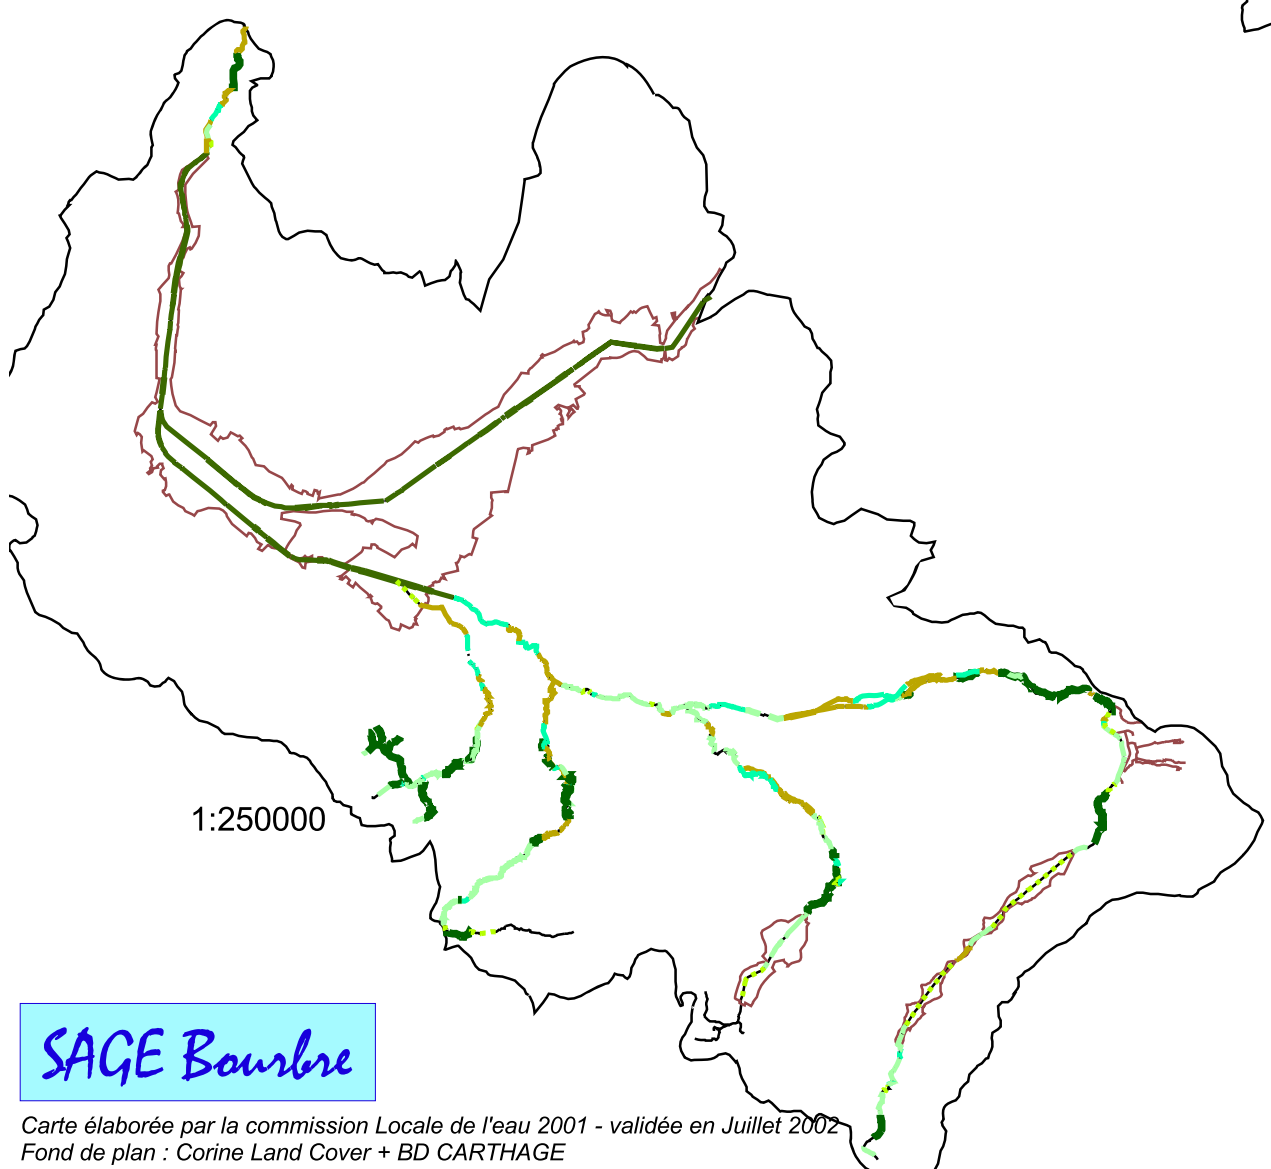 1:250000
SAGE Bourbre
Carte élaborée par la commission Locale de l'eau 2001 - validée en Juillet 2002
Fond de plan : Corine Land Cover + BD CARTHAGE